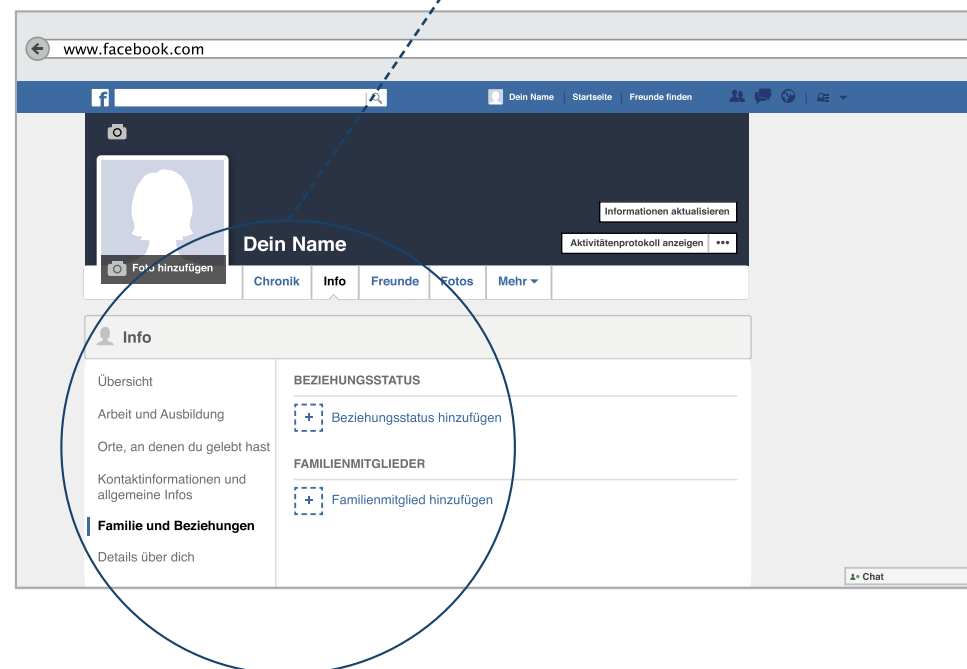 www.facebook.com
f
Dein Name Startseite Freunde finden
Informationen aktualisieren
Dein Name
Aktivitätenprotokoll anzeigen •••
Foto hinzufügen
Chronik Info Freunde Fotos Mehr
Info
Übersicht
Arbeit und Ausbildung
Orte, an denen du gelebt hast
Kontaktinformationen und
allgemeine Infos
Familie und Beziehungen
Details über dich
BEZIEHUNGSSTATUS
+ Beziehungsstatus hinzufügen
FAMILIENMITGLIEDER
+ Familienmitglied hinzufügen
Chat